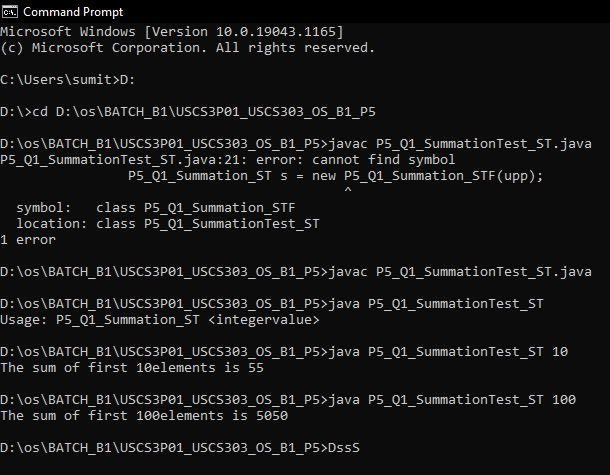 Command Prompt
Microsoft Windows [Version 10.0.19043.1165]
(c) Microsoft Corporation. All rights reserved.
C:\Users\sumit>D:
D:\>cd D:\os\BATCH_B1\USCS3P01_USCS303_OS_B1_P5
D:\os\BATCH_B1\USCS3P01_USCS303_OS_B1_P5>javac P5_Q1_SummationTest_ST.java
P5_Q1_SummationTest_ST.java:21: error: cannot find symbol
P5_Q1_Summation_ST s = new P5_Q1_Summation_STF(upp);
^
symbol:   class P5_Q1_Summation_STF
location: class P5_Q1_SummationTest_ST
1 error
D:\os\BATCH_B1\USCS3P01_USCS303_OS_B1_P5>javac P5_Q1_SummationTest_ST.java
D:\os\BATCH_B1\USCS3P01_USCS303_OS_B1_P5>java P5_Q1_SummationTest_ST
Usage: P5_Q1_Summation_ST <integervalue>
D:\os\BATCH_B1\USCS3P01_USCS303_OS_B1_P5>java P5_Q1_SummationTest_ST 10
The sum of first 10elements is 55
D:\os\BATCH_B1\USCS3P01_USCS303_OS_B1_P5>java P5_Q1_SummationTest_ST 100
The sum of first 100elements is 5050
D:\os\BATCH_B1\USCS3P01_USCS303_OS_B1_P5>DssS